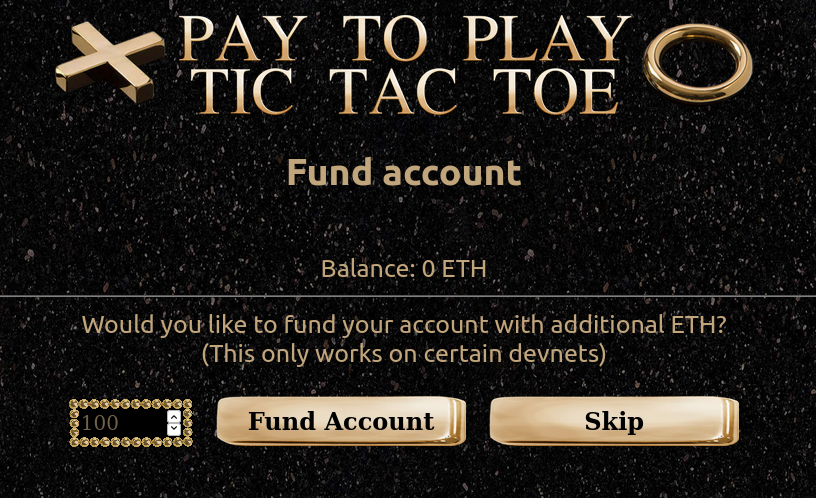 PAY TO PLAY
TIC TAC TOE
Fund account
Balance: 0 ETH
Would you like to fund your account with additional ETH?
(This only works on certain devnets)
100
Fund Account
Skip